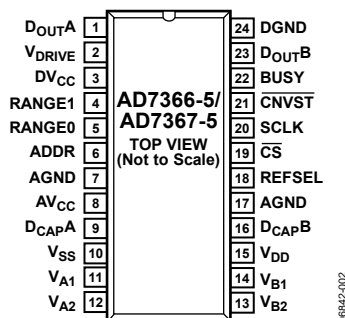 DOUTA 1 24 DGND
VDRIVE 2 23 DOUTB
DVCC 3 22 BUSY
RANGE1 4 21 CNVST
RANGE0 5 20 SCLK
ADDR 6 19 CS
AGND 7 18 REFSEL
AVCC 8 17 AGND
DCAPA 9 16 DCAPB
VSS 10 15 VDD
VA1 11 14 VB1
VA2 12 13 VB2
AD7366-5/
AD7367-5
TOP VIEW
(Not to Scale)
06842-002